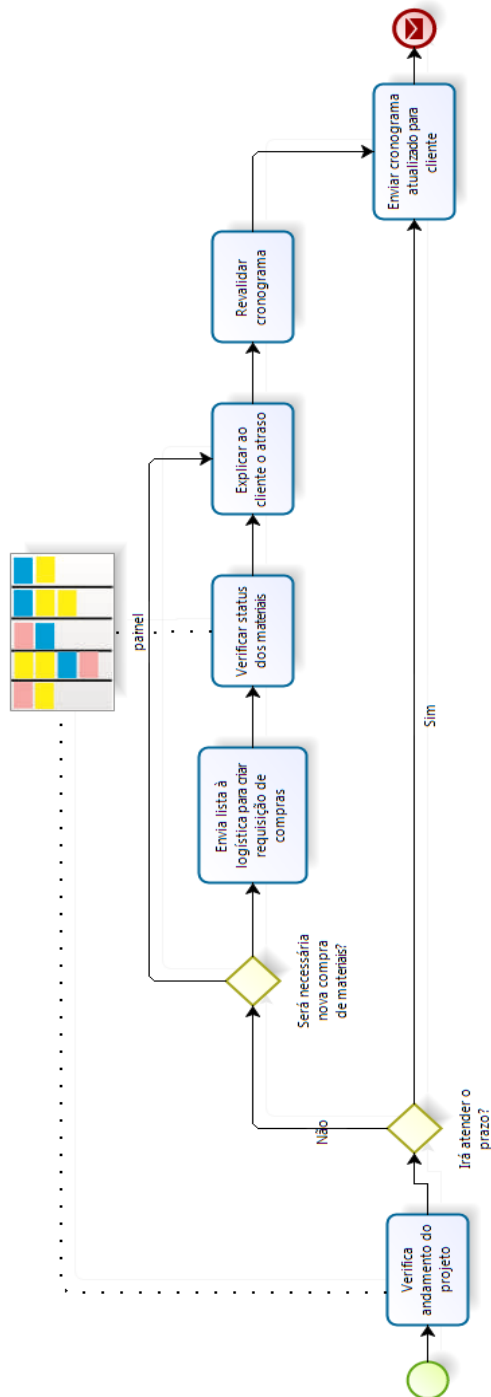 Verifica
andamento do
projeto
Irá atender o
prazo?
Não
Sim
Será necessária
nova compra
de materiais?
Envia lista à
logística para criar
requisição de
compras
Verificar status
dos materiais
painel
Explicar ao
cliente o atraso
Revalidar
cronograma
Enviar cronograma
atualizado para
cliente